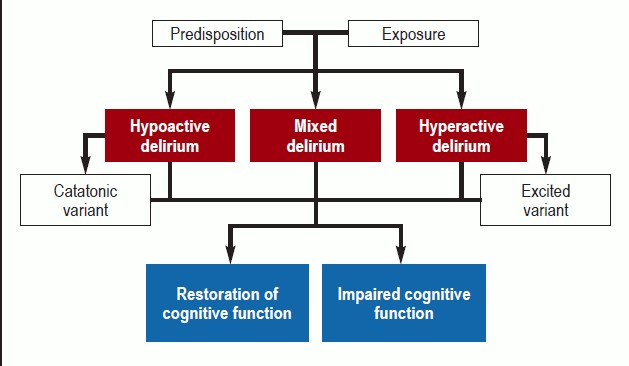 Predisposition
Exposure
Hypoactive
delirium
Mixed
delirium
Hyperactive
delirium
Catatonic
variant
Excited
variant
Restoration of
cognitive function
Impaired cognitive
function